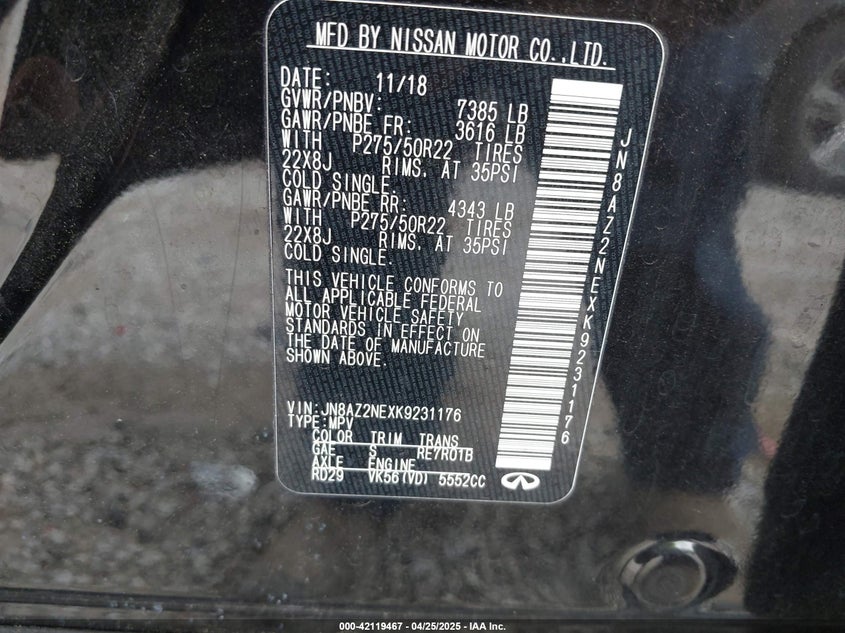 MFD BY NISSAN MOTOR CO.,LTD.
DATE: 11/18
GVWR/PNBV: 7385 LB
GAWR/PNBE FR: 3616 LB
WITH P275/50R22 TIRES
22X8J RIMS. AT 35PSI
COLD SINGLE.
GAWR/PNBE RR: 4343 LB
WITH P275/50R22 TIRES
22X8J RIMS. AT 35PSI
COLD SINGLE.
THIS VEHICLE CONFORMS TO
ALL APPLICABLE FEDERAL
MOTOR VEHICLE SAFETY
STANDARDS IN EFFECT ON
THE DATE OF MANUFACTURE
SHOWN ABOVE.
VIN:JN8AZ2NEXK9231176
TYPE:MPV
COLOR TRIM TRANS
GAE S RE7R01B
AXLE ENGINE
RD29 VK56(VD) 5552CC
JN8AZ2NEXK9231176
000-42119467 - 04/25/2025 - IAA Inc.